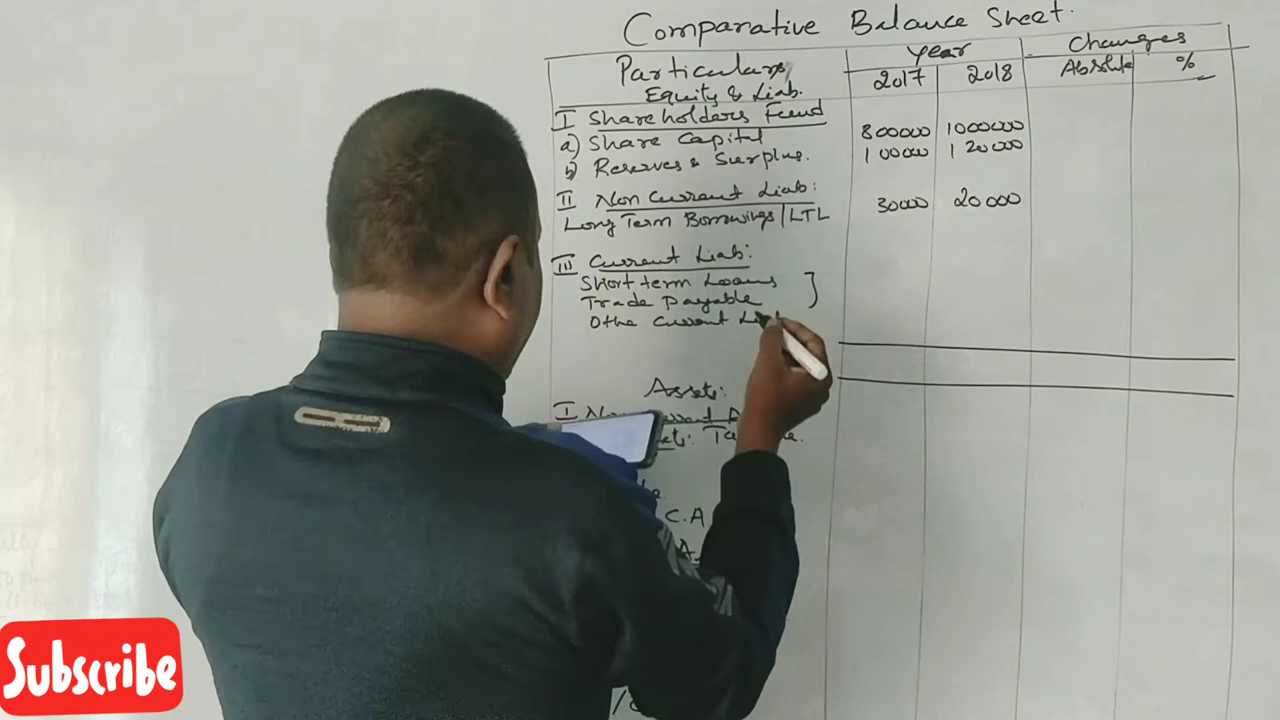 Comparative Balance Sheet.
Particulars Year Changes
2017 2018 Absolute %
Equity & Liab.
I Shareholders Fund
a) Share Capital 800000 1000000
b) Reserves & Surplus. 100000 120000
II Non Current Liab:
Long Term Borrowings/LTL 30000 20000
III Current Liab:
Short term Loans
Trade Payable
Othe Current
Assets:
I
C.A
Subscribe